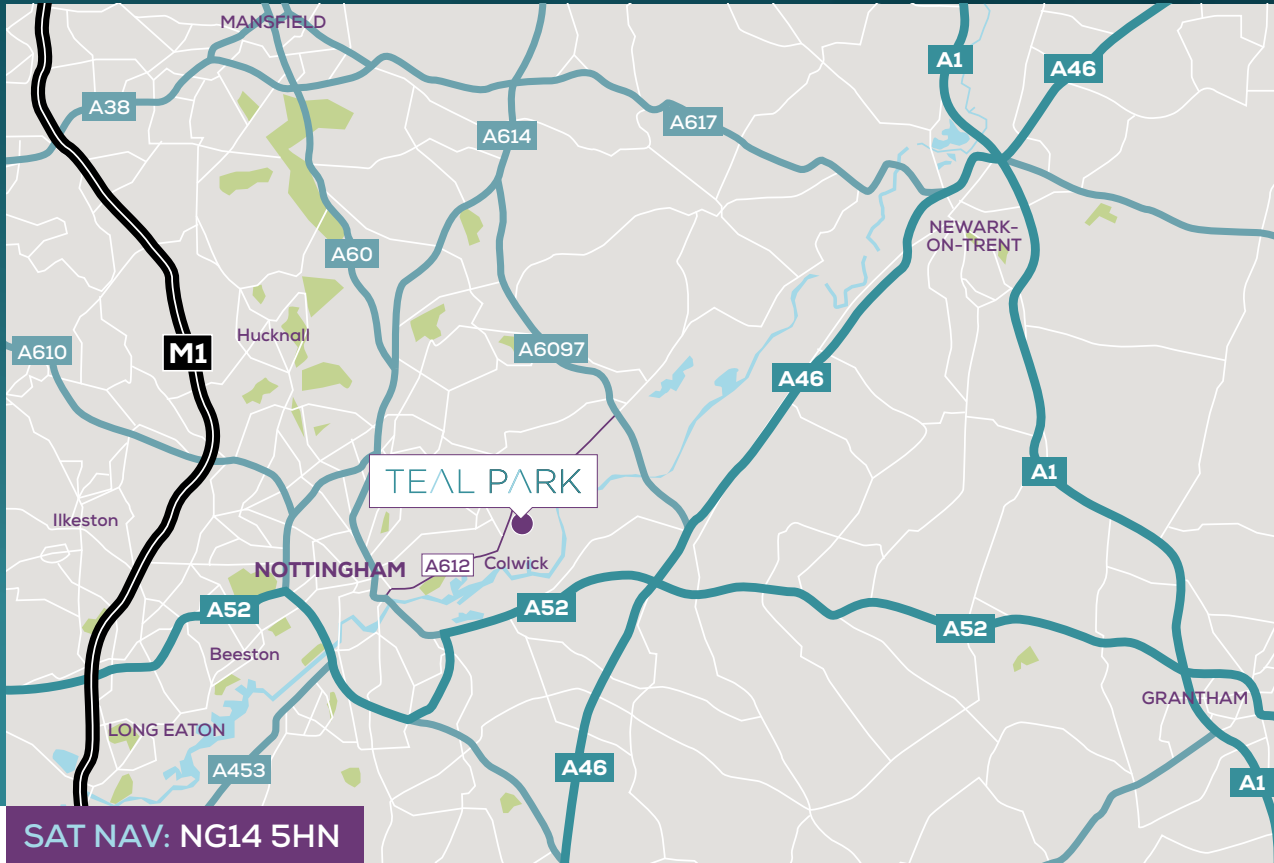 MANSFIELD
A1
A46
A38
A614
A617
NEWARK-
ON-TRENT
A60
Hucknall
A610
M1
A6097
A46
TEAL PARK
A1
Ilkeston
NOTTINGHAM
A612
Colwick
A52
A52
A52
Beeston
GRANTHAM
LONG EATON
A453
A46
A1
SAT NAV: NG14 5HN